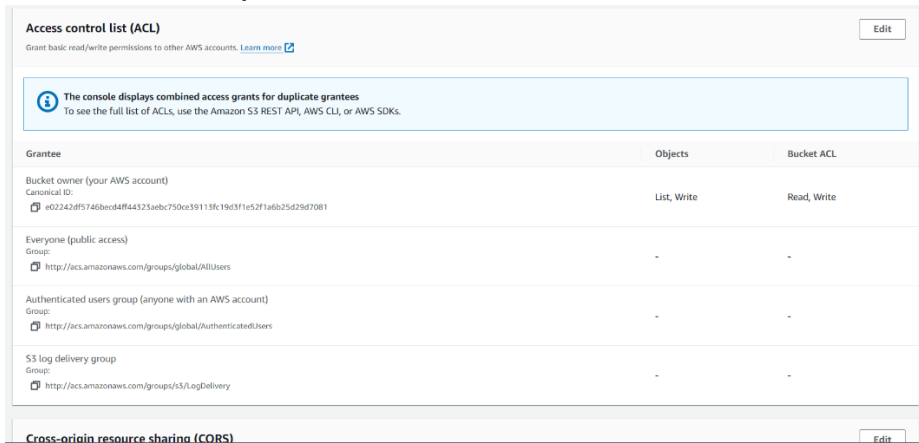 Access control list (ACL)
Edit
Grant basic read/write permissions to other AWS accounts. Learn more
The console displays combined access grants for duplicate grantees
To see the full list of ACLs, use the Amazon S3 REST API, AWS CLI, or AWS SDKs.
Grantee Objects Bucket ACL
Bucket owner (your AWS account)
Canonical ID:
e02242df5746becd4ff44323aebc750ce39113fc19d3f1e52f1a6b25d29d7081
List, Write Read, Write
Everyone (public access)
Group:
http://acs.amazonaws.com/groups/global/AllUsers
- -
Authenticated users group (anyone with an AWS account)
Group:
http://acs.amazonaws.com/groups/global/AuthenticatedUsers
- -
S3 log delivery group
Group:
http://acs.amazonaws.com/groups/s3/LogDelivery
- -
Cross-origin resource sharing (CORS)
Edit